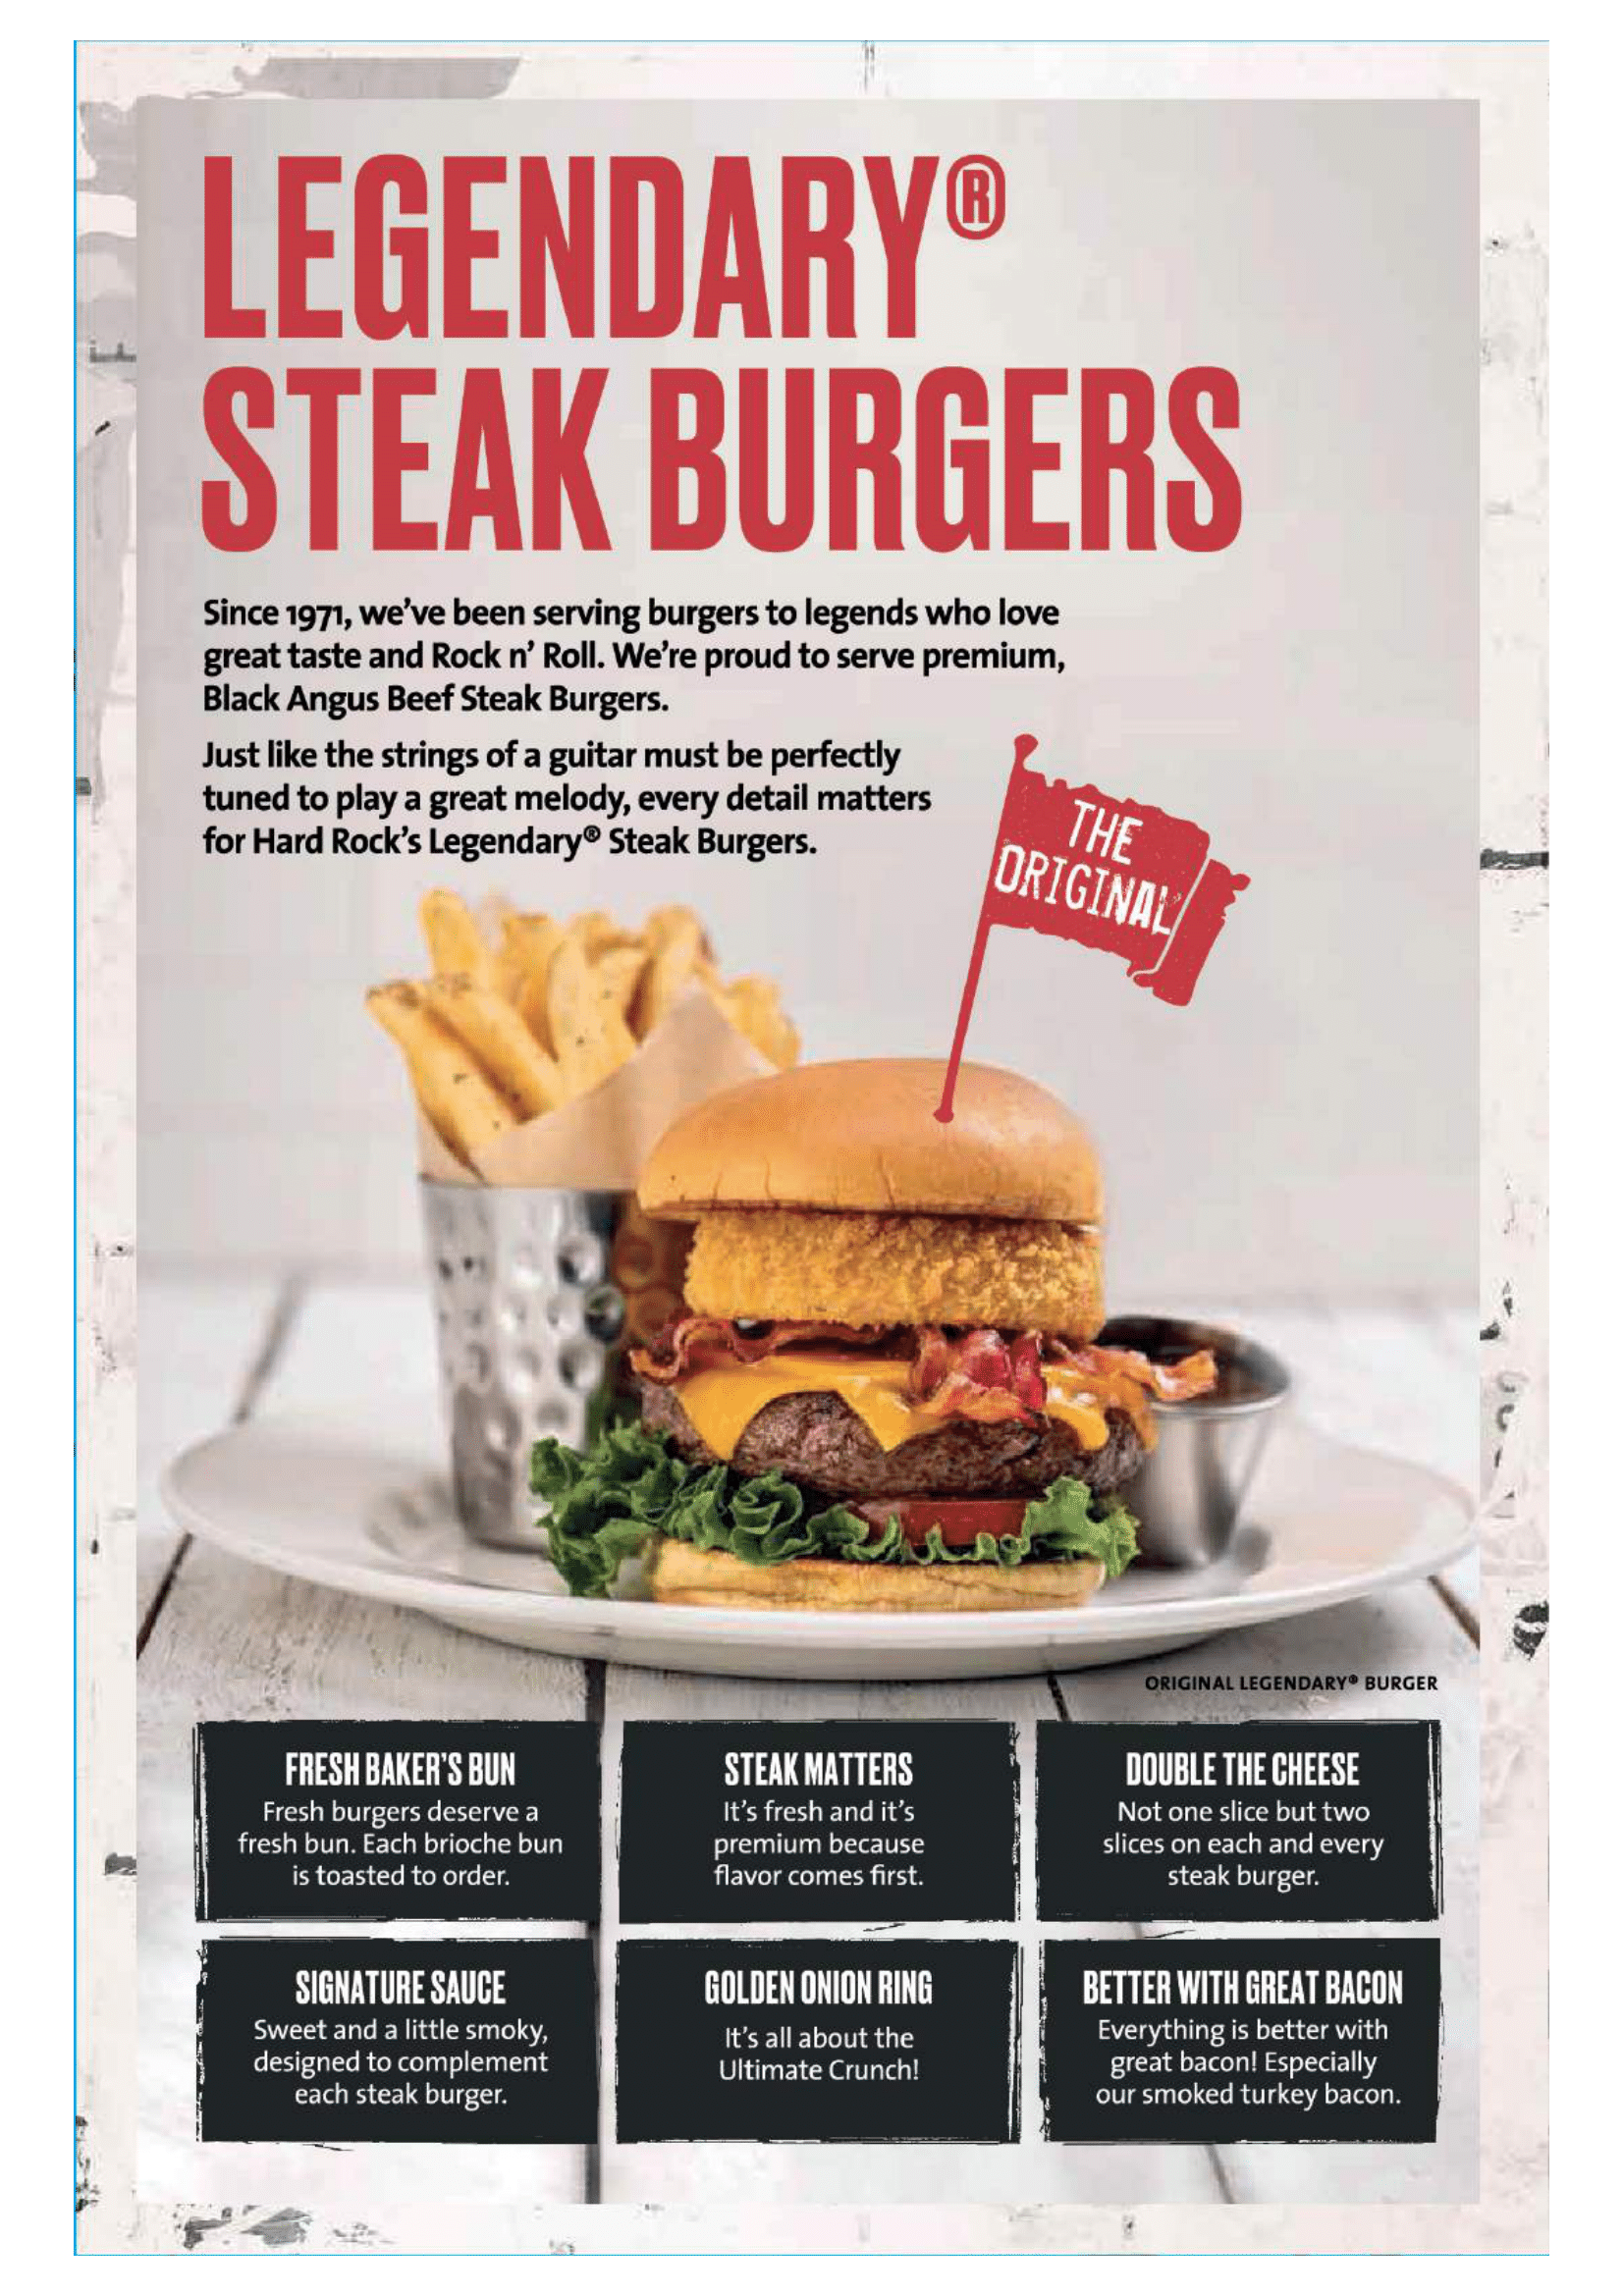 LEGENDARY®
STEAK BURGERS
Since 1971, we've been serving burgers to legends who love
great taste and Rock n' Roll. We're proud to serve premium,
Black Angus Beef Steak Burgers.
Just like the strings of a guitar must be perfectly
tuned to play a great melody, every detail matters
for Hard Rock's Legendary® Steak Burgers.
THE
ORIGINAL
ORIGINAL LEGENDARY® BURGER
FRESH BAKER'S BUN
Fresh burgers deserve a
fresh bun. Each brioche bun
is toasted to order.
STEAK MATTERS
It's fresh and it's
premium because
flavor comes first.
DOUBLE THE CHEESE
Not one slice but two
slices on each and every
steak burger.
SIGNATURE SAUCE
Sweet and a little smoky,
designed to complement
each steak burger.
GOLDEN ONION RING
It's all about the
Ultimate Crunch!
BETTER WITH GREAT BACON
Everything is better with
great bacon! Especially
our smoked turkey bacon.